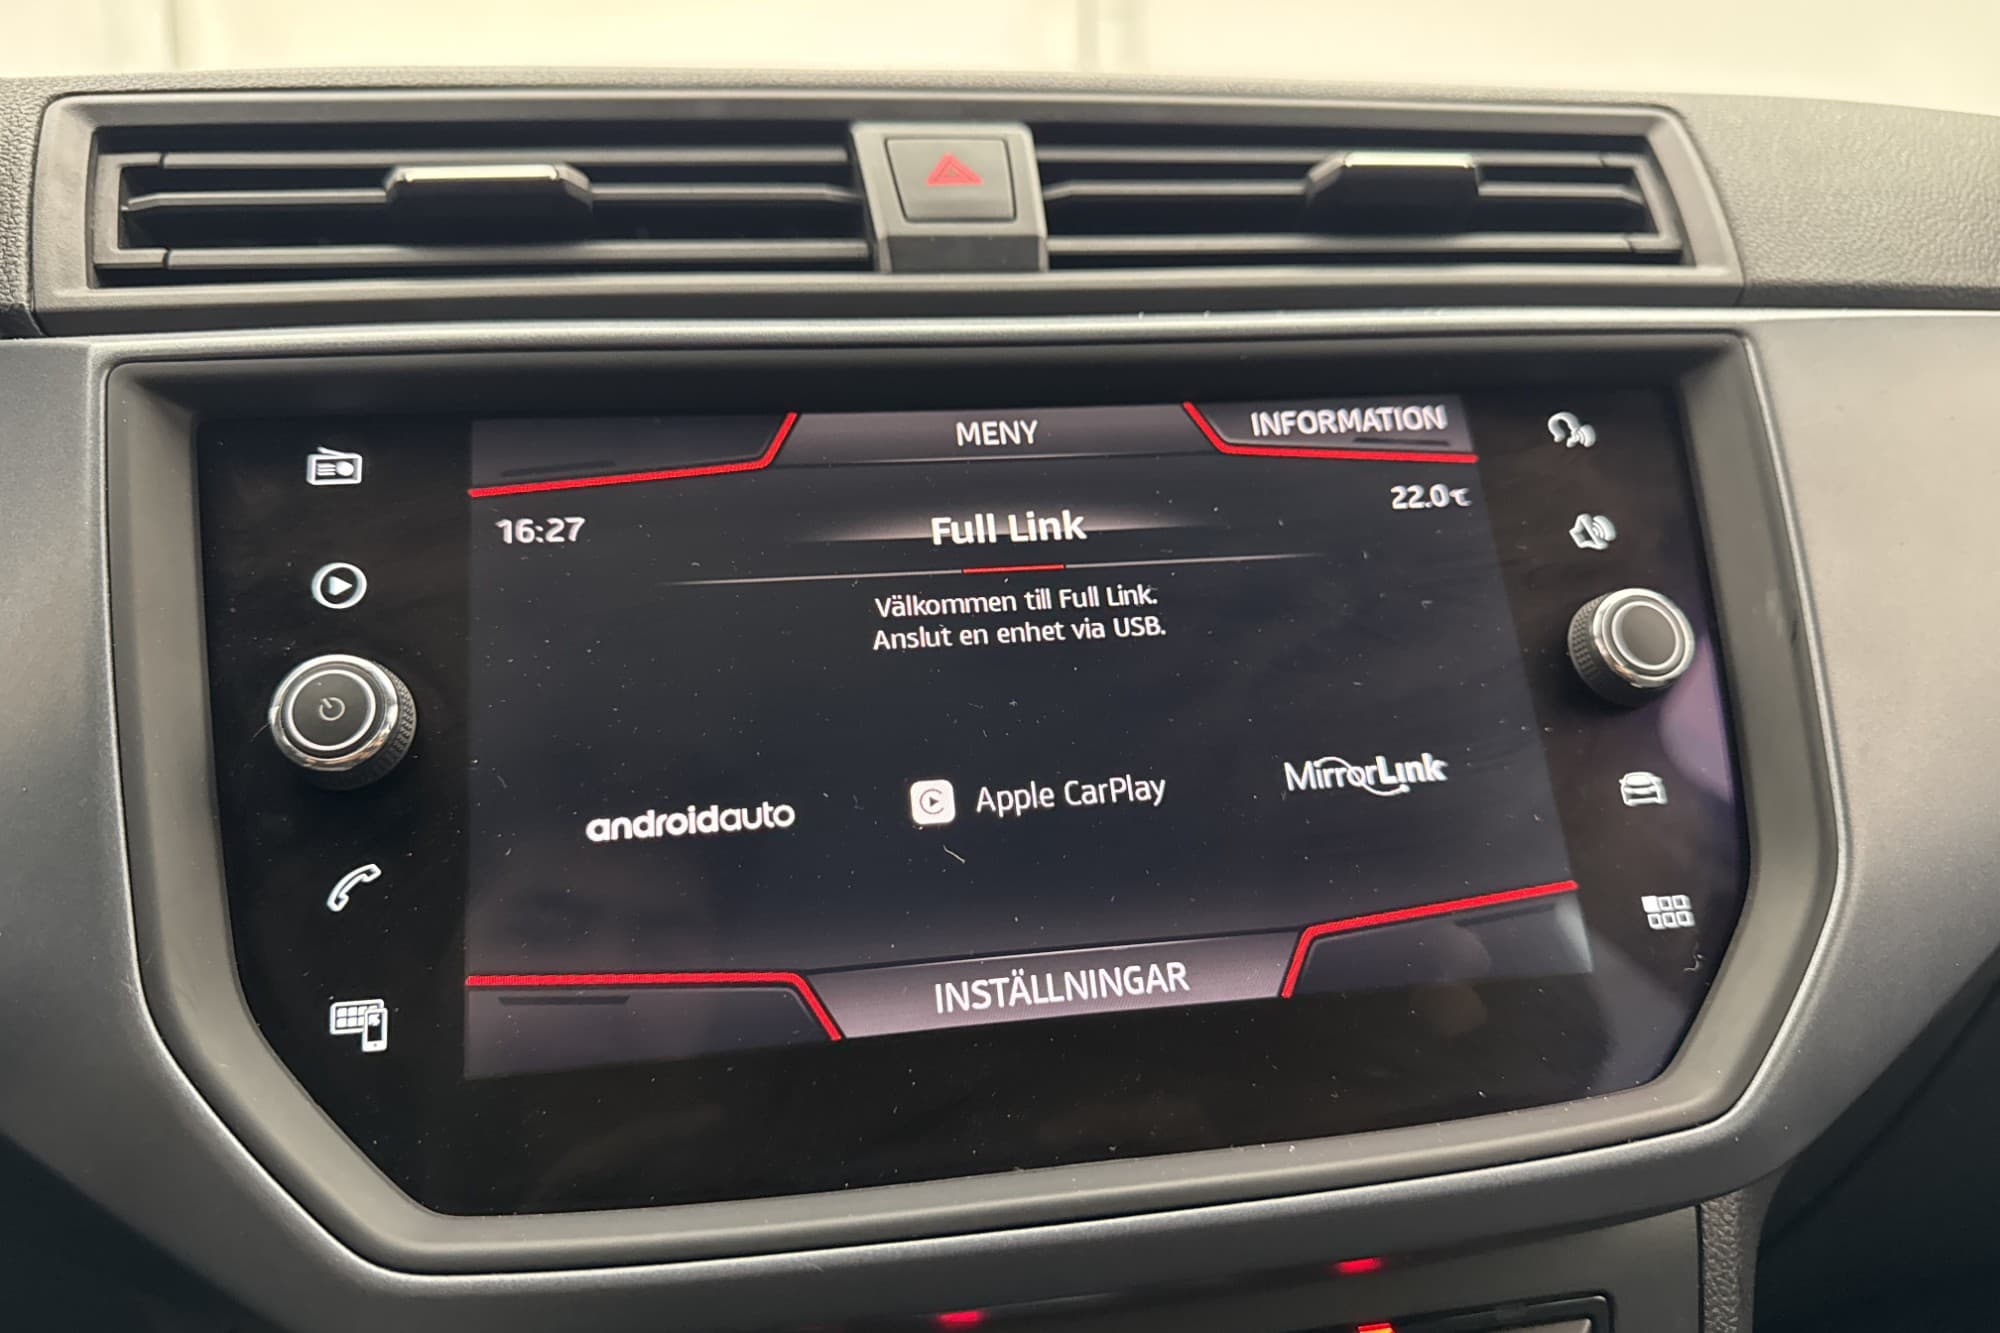 MENY
INFORMATION
16:27
22.0℃
Full Link
Välkommen till Full Link.
Anslut en enhet via USB.
androidauto
Apple CarPlay
MirrorLink
INSTÄLLNINGAR